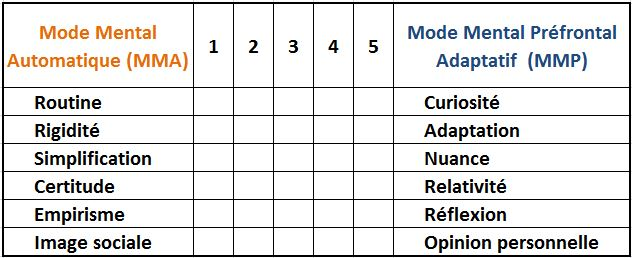 Mode Mental Automatique (MMA) 1 2 3 4 5 Mode Mental Préfrontal Adaptatif (MMP)
Routine Curiosité
Rigidité Adaptation
Simplification Nuance
Certitude Relativité
Empirisme Réflexion
Image sociale Opinion personnelle